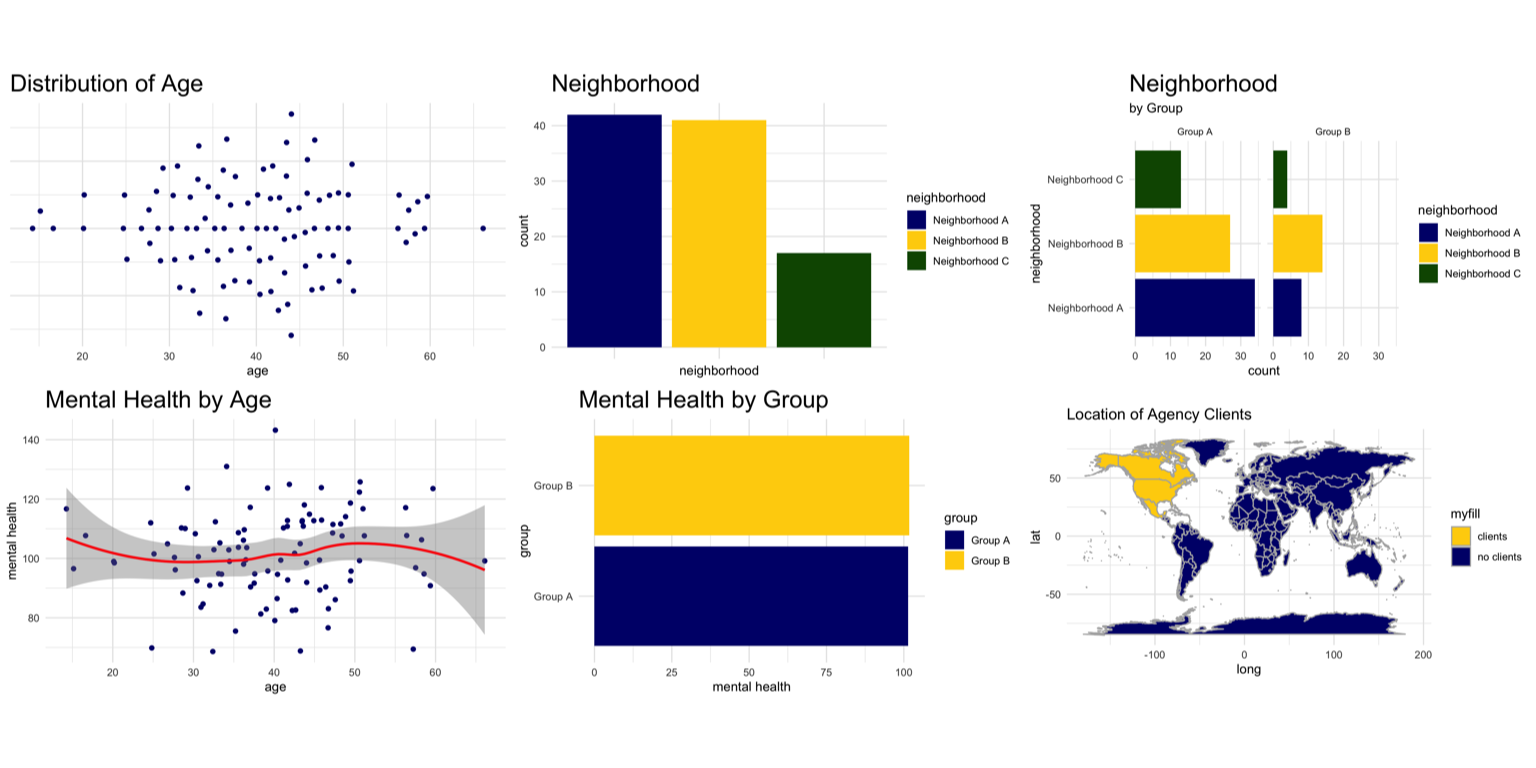 Distribution of Age
20 30 40 50 60
age
Neighborhood
40
30
20
10
0
count
neighborhood
neighborhood
Neighborhood A
Neighborhood B
Neighborhood C
Neighborhood
by Group
Group A Group B
Neighborhood C
Neighborhood B
Neighborhood A
neighborhood
0 10 20 30 0 10 20 30
count
neighborhood
Neighborhood A
Neighborhood B
Neighborhood C
Mental Health by Age
140
120
100
80
mental health
20 30 40 50 60
age
Mental Health by Group
Group B
Group A
group
0 25 50 75 100
mental health
group
Group A
Group B
Location of Agency Clients
50
0
-50
lat
-100 0 100 200
long
myfill
clients
no clients